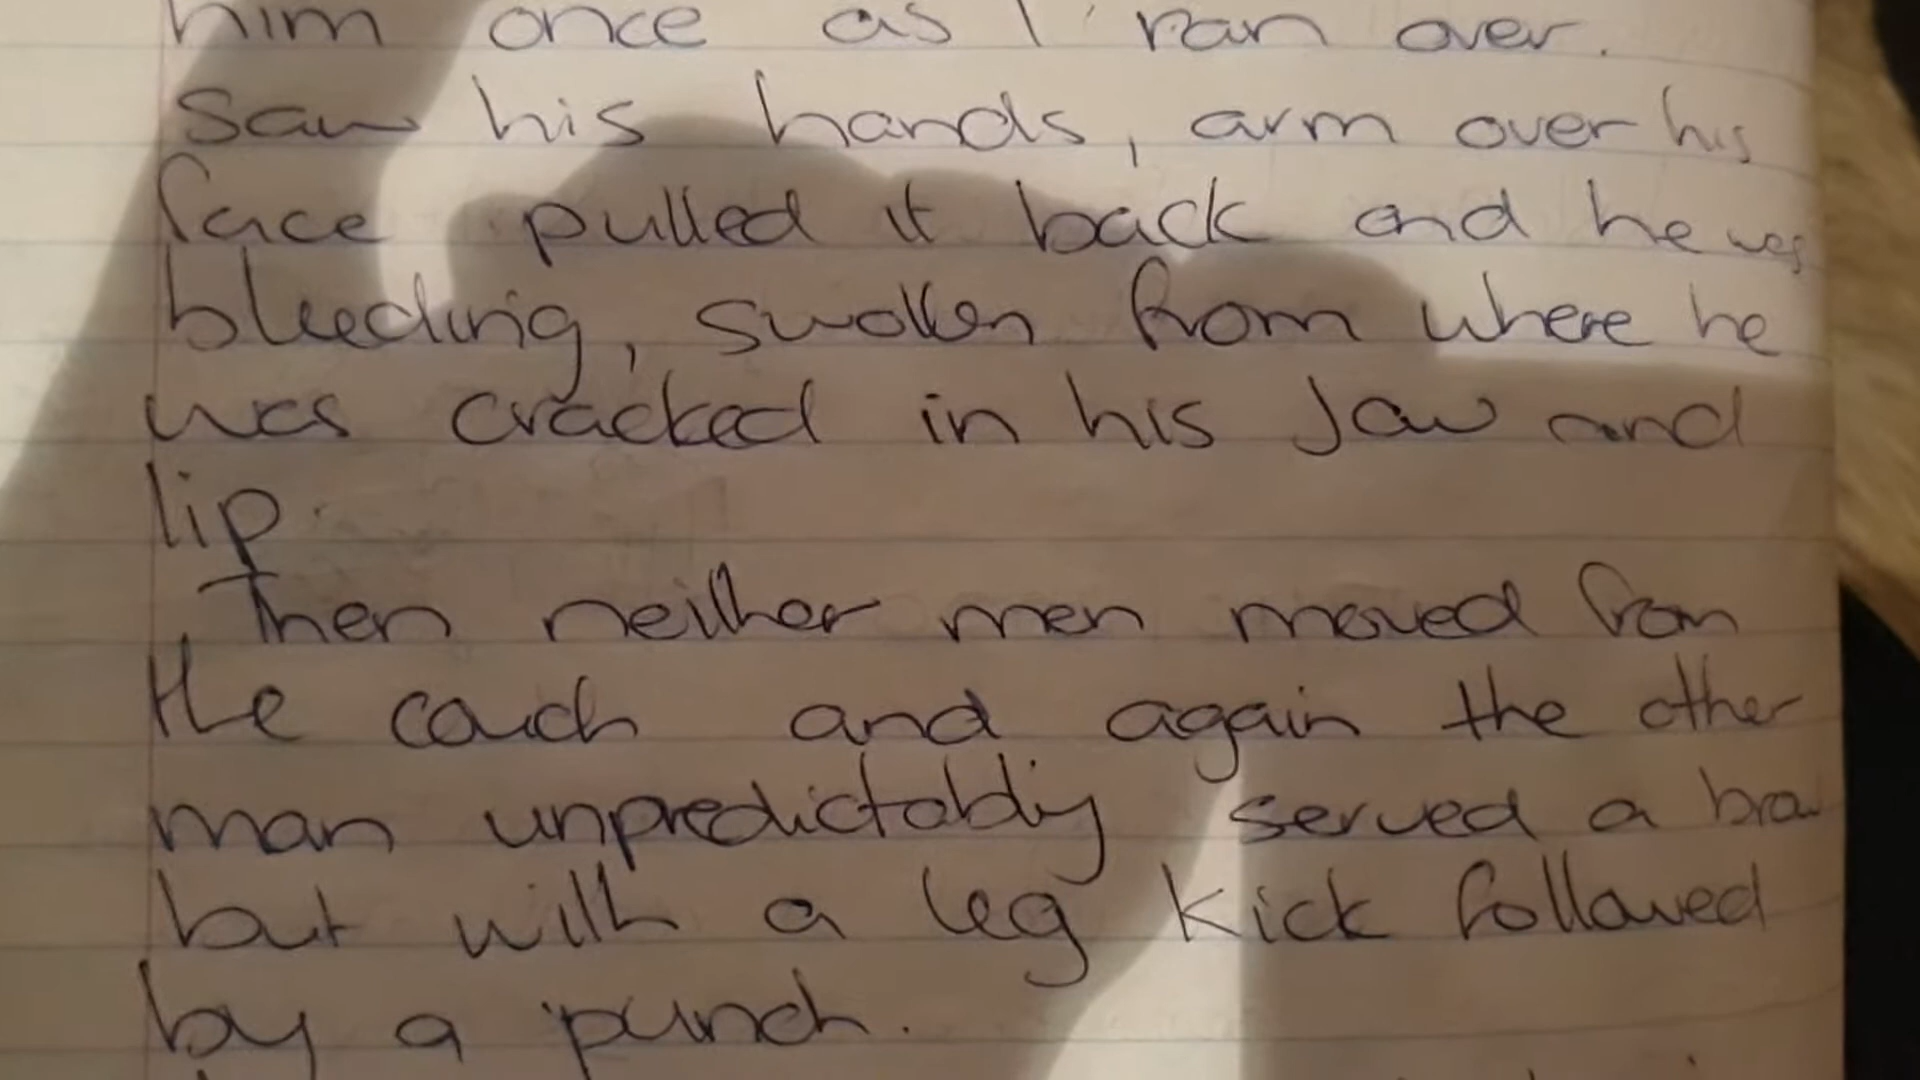 him once as I ran over.
Saw his hands, arm over his
face pulled it back and he was
bleeding, swollen from where he
was cracked in his Jaw and
lip.
Then neither men moved from
the couch and again the other
man unpredictably served a
but with a leg kick followed
by a punch.